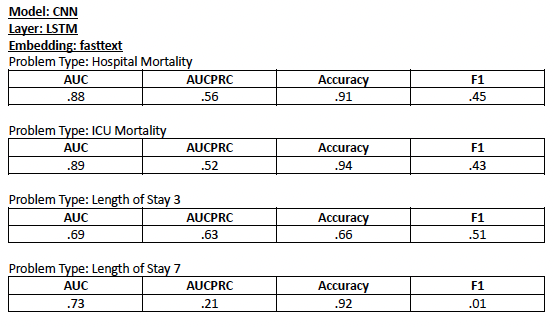 Model: CNN
Layer: LSTM
Embedding: fasttext
Problem Type: Hospital Mortality
AUC AUCPRC Accuracy F1
.88 .56 .91 .45
Problem Type: ICU Mortality
AUC AUCPRC Accuracy F1
.89 .52 .94 .43
Problem Type: Length of Stay 3
AUC AUCPRC Accuracy F1
.69 .63 .66 .51
Problem Type: Length of Stay 7
AUC AUCPRC Accuracy F1
.73 .21 .92 .01